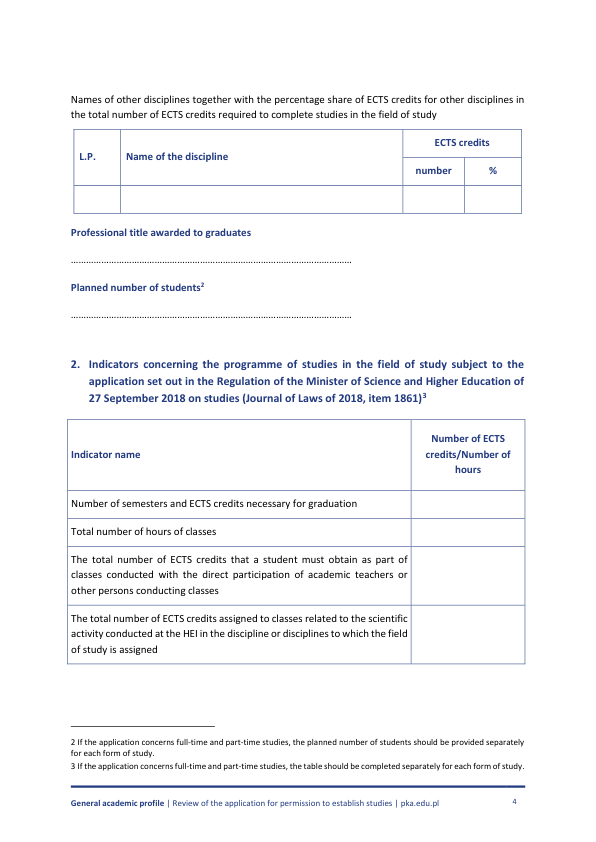 Names of other disciplines together with the percentage share of ECTS credits for other disciplines in
the total number of ECTS credits required to complete studies in the field of study
L.P.
Name of the discipline
ECTS credits
number
%
Professional title awarded to graduates
……………………………………………………………………………………………….
Planned number of students2
……………………………………………………………………………………………….
2. Indicators concerning the programme of studies in the field of study subject to the
application set out in the Regulation of the Minister of Science and Higher Education of
27 September 2018 on studies (Journal of Laws of 2018, item 1861)3
Indicator name
Number of ECTS
credits/Number of
hours
Number of semesters and ECTS credits necessary for graduation
Total number of hours of classes
The total number of ECTS credits that a student must obtain as part of
classes conducted with the direct participation of academic teachers or
other persons conducting classes
The total number of ECTS credits assigned to classes related to the scientific
activity conducted at the HEI in the discipline or disciplines to which the field
of study is assigned
2 If the application concerns full-time and part-time studies, the planned number of students should be provided separately
for each form of study.
3 If the application concerns full-time and part-time studies, the table should be completed separately for each form of study.
General academic profile | Review of the application for permission to establish studies | pka.edu.pl
4